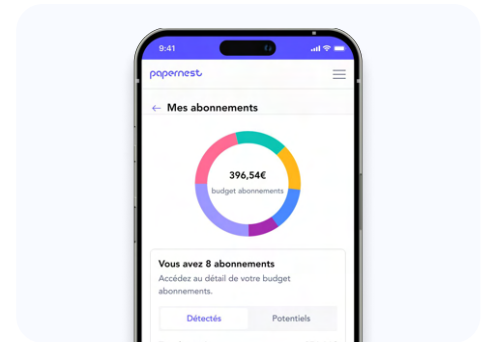 9:41
papernest
← Mes abonnements
396,54€
budget abonnements
Vous avez 8 abonnements
Accédez au détail de votre budget
abonnements.
Détectés Potentiels